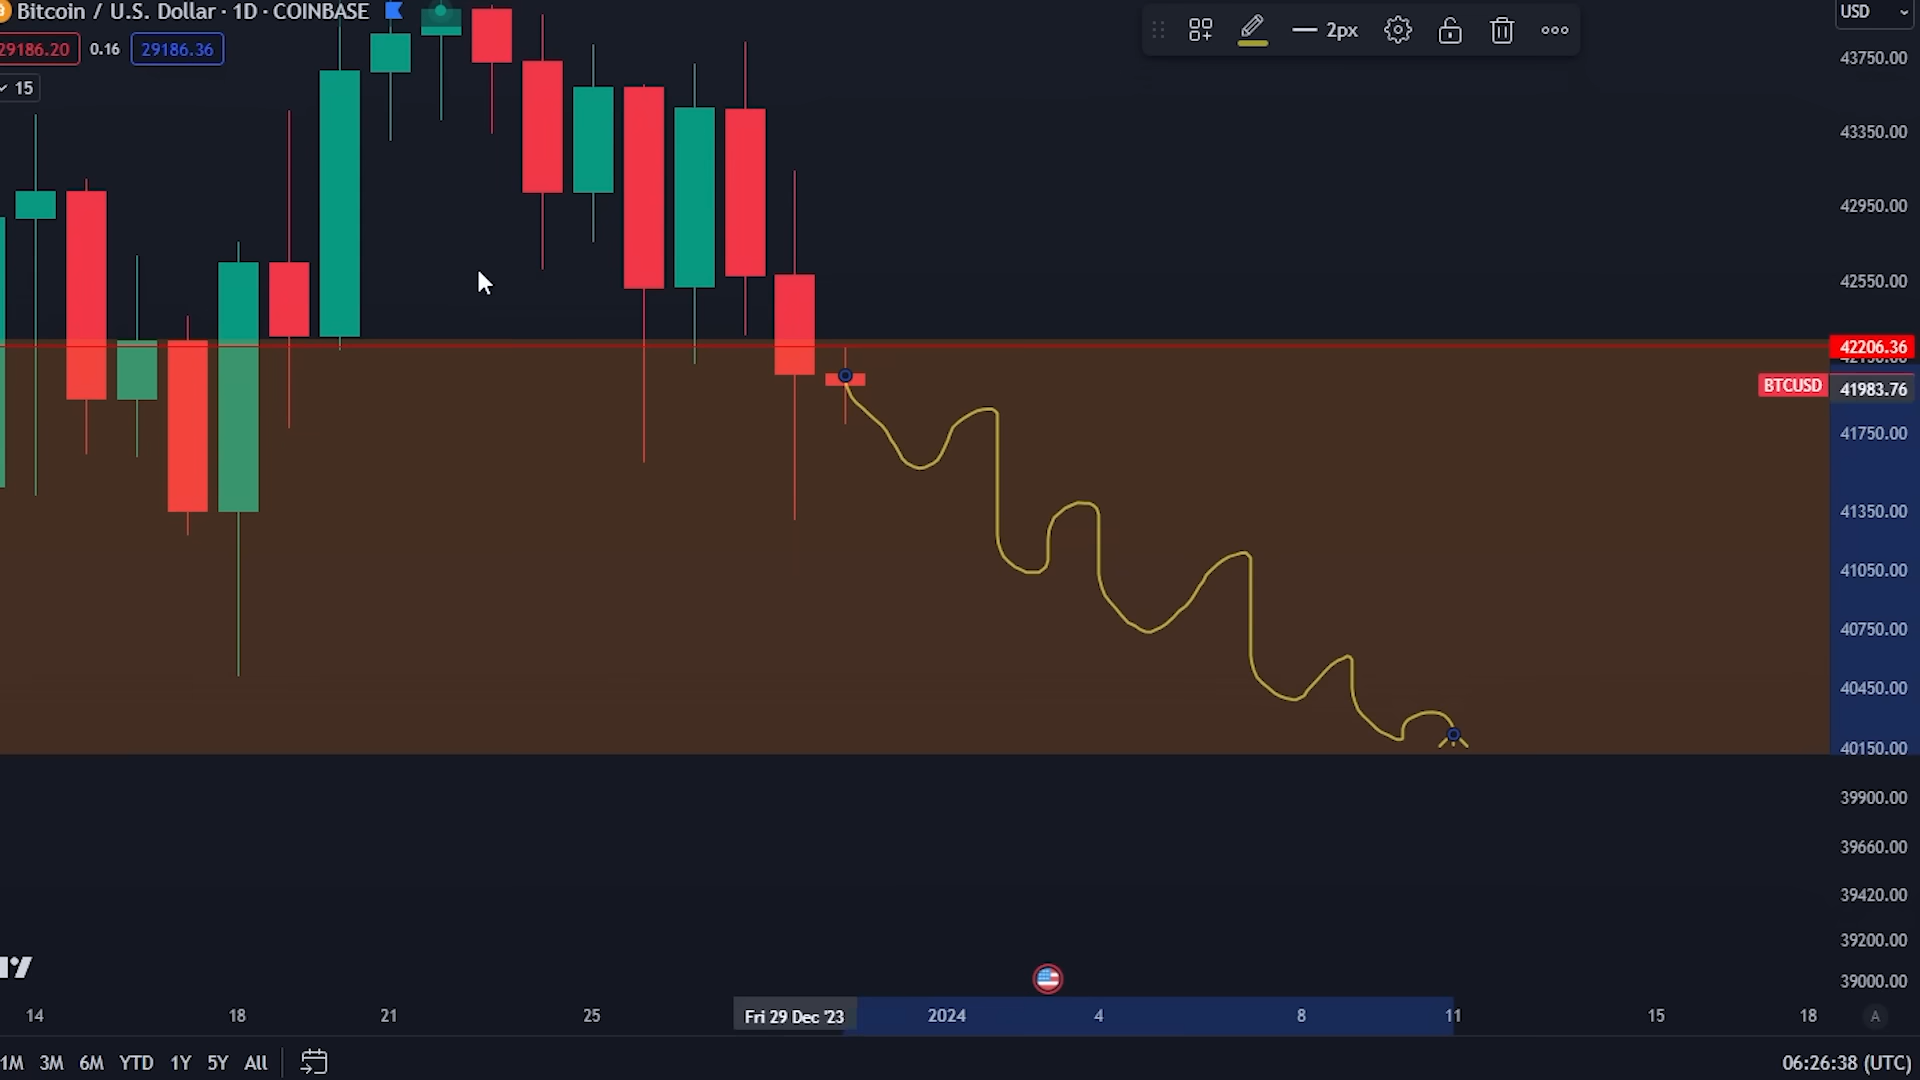 Bitcoin / U.S. Dollar · 1D · COINBASE
29186.20 0.16 29186.36
15
2px
USD
43750.00
43350.00
42950.00
42550.00
42206.36
BTCUSD 41983.76
41750.00
41350.00
41050.00
40750.00
40450.00
40150.00
39900.00
39660.00
39420.00
39200.00
39000.00
14 18 21 25 Fri 29 Dec '23 2024 4 8 11 15 18 A
1M 3M 6M YTD 1Y 5Y All 06:26:38 (UTC)